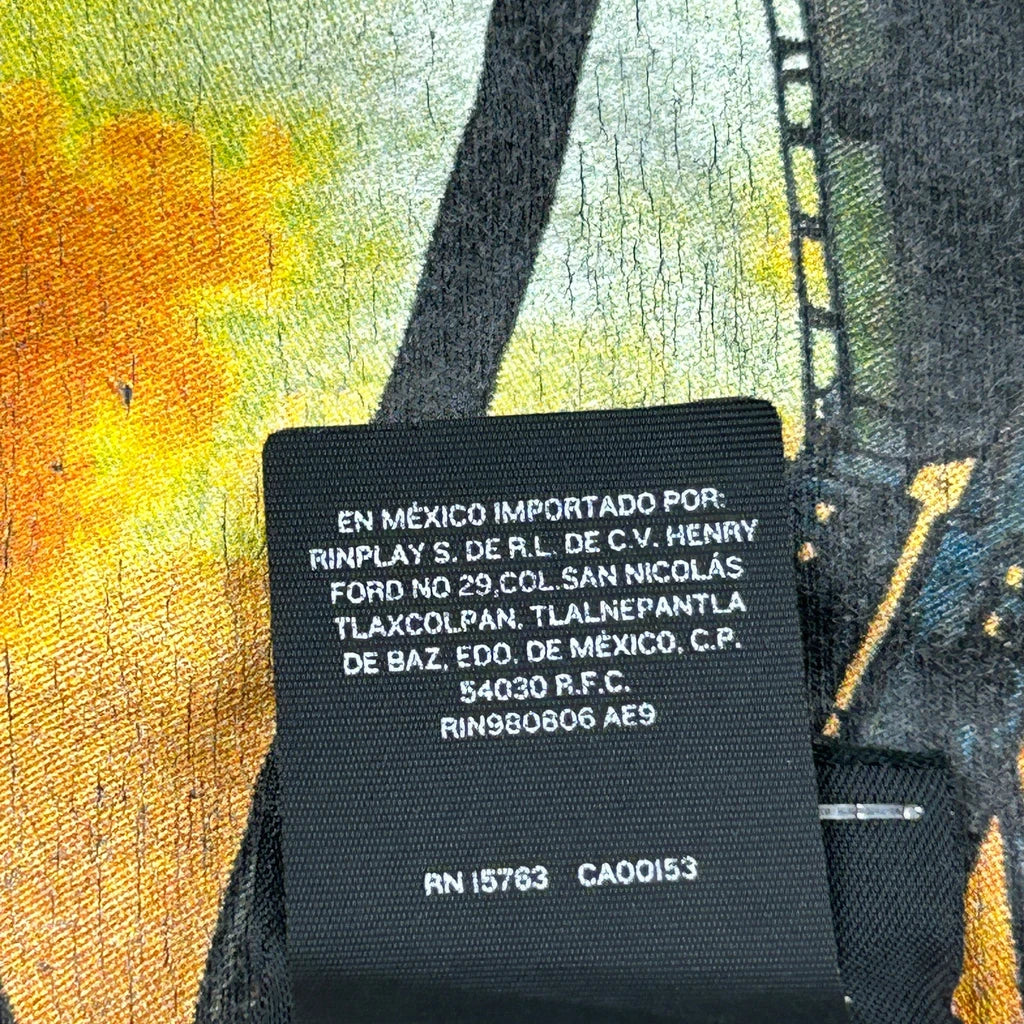 EN MÉXICO IMPORTADO POR:
RINPLAY S. DE R.L. DE C.V. HENRY
FORD NO 29,COL.SAN NICOLÁS
TLAXCOLPAN. TLALNEPANTLA
DE BAZ, EDO. DE MÉXICO, C.P.
54030 R.F.C.
RIN980806 AE9
RN 15763 CA00153